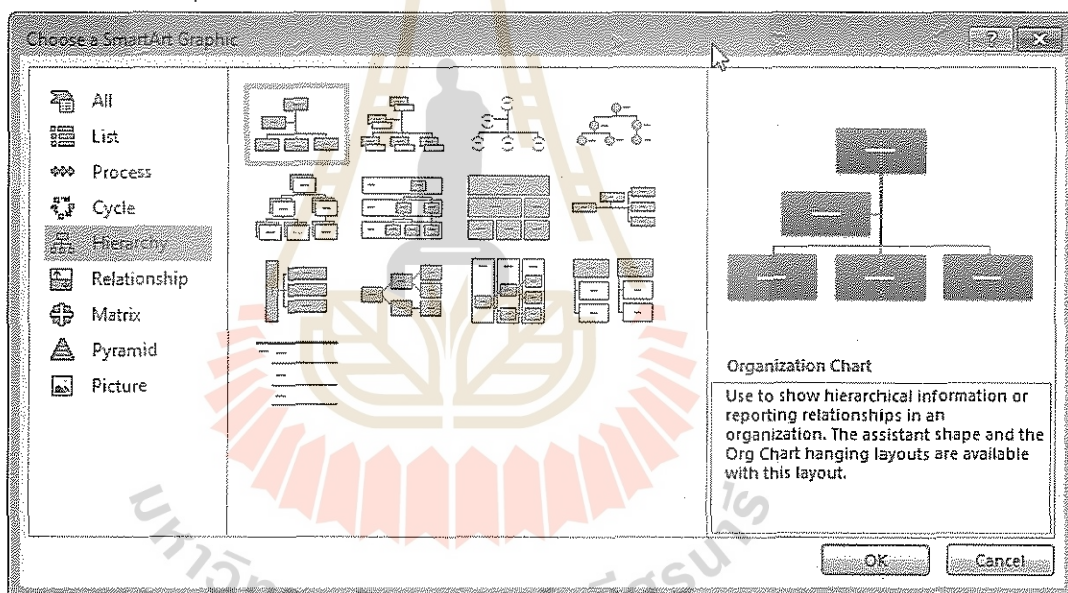 Choose a SmartArt Graphic
All
List
Process
Cycle
Hierarchy
Relationship
Matrix
Pyramid
Picture
Organization Chart
Use to show hierarchical information or
reporting relationships in an
organization. The assistant shape and the
Org Chart hanging layouts are available
with this layout.
OK
Cancel